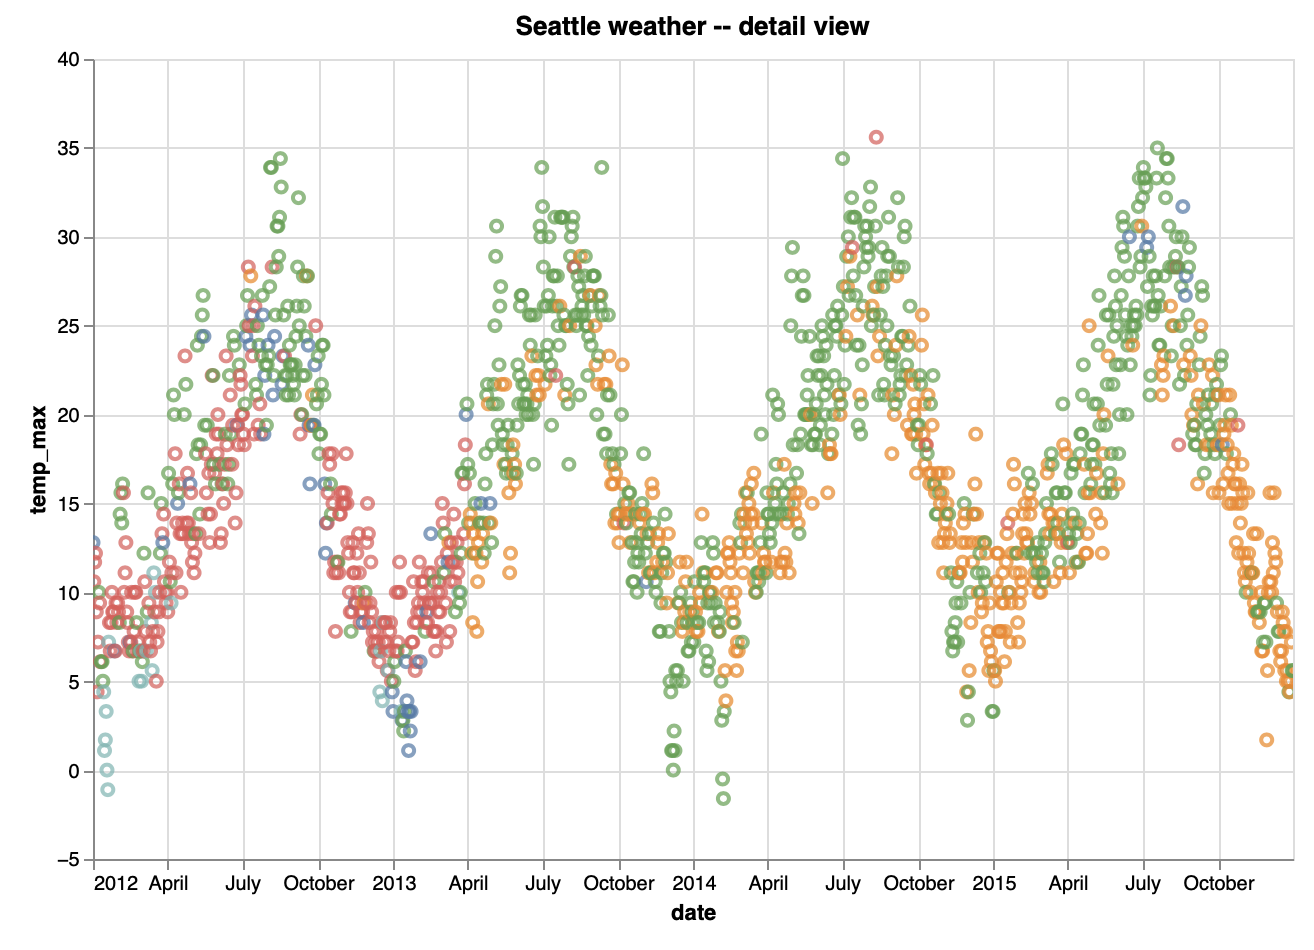 Seattle weather -- detail view
40
35
30
25
20
15
10
5
0
−5
temp_max
2012 April July October 2013 April July October 2014 April July October 2015 April July October
date